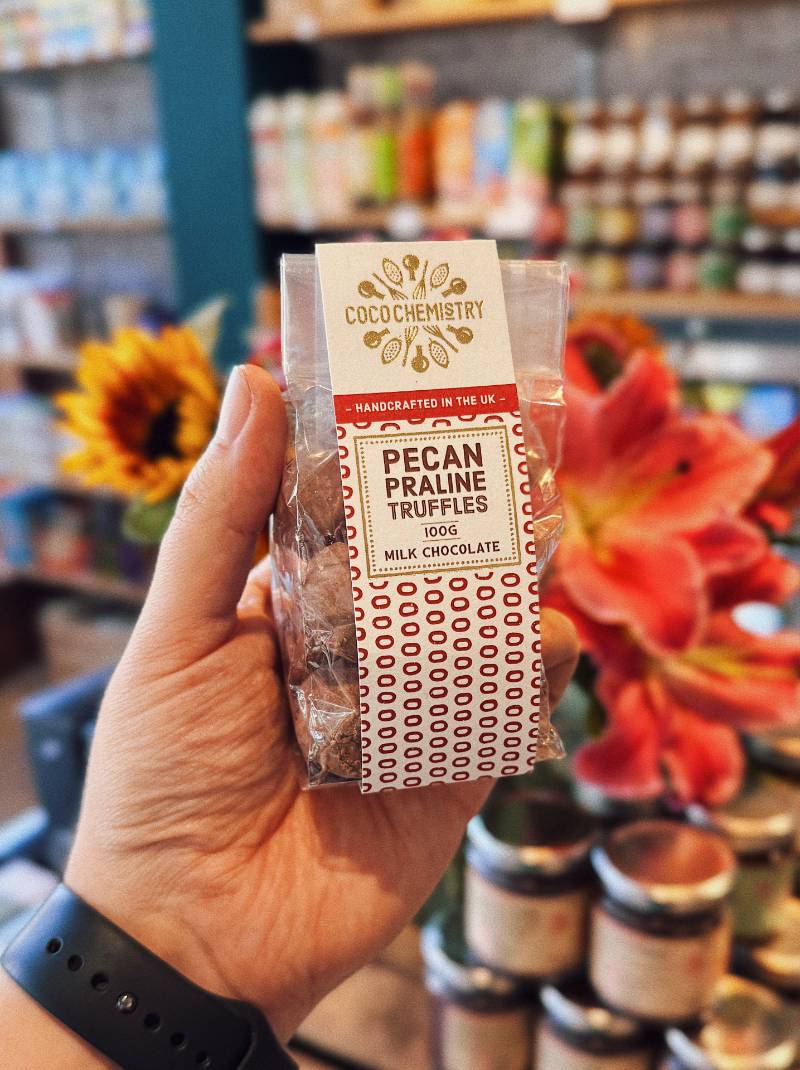 COCO CHEMISTRY
– HANDCRAFTED IN THE UK –
PECAN
PRALINE
TRUFFLES
100G
MILK CHOCOLATE